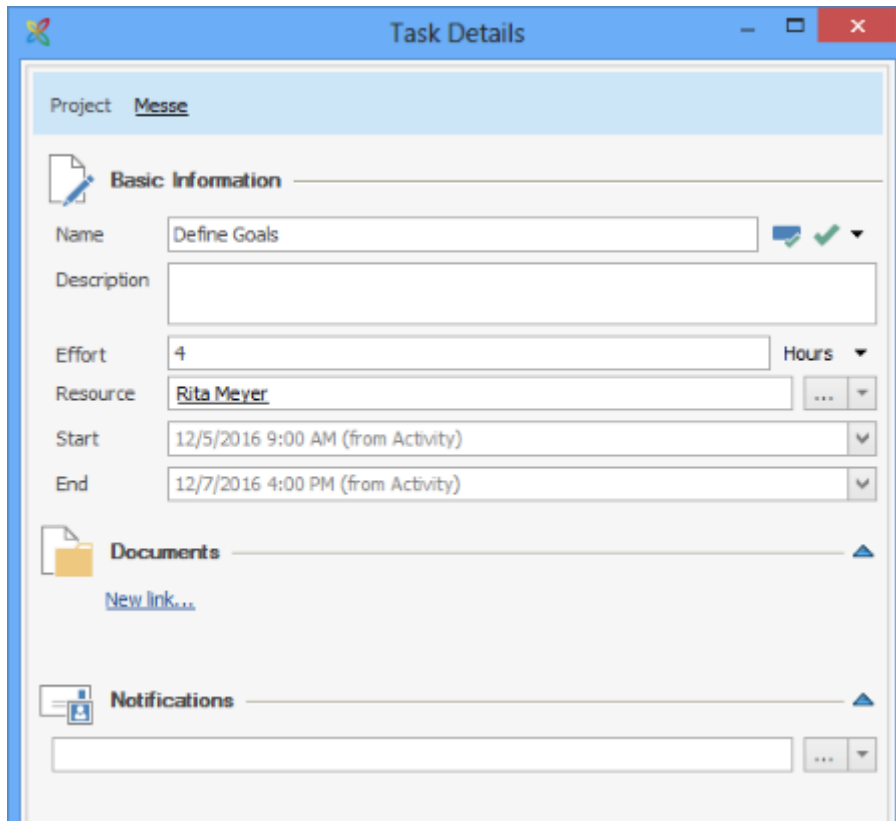 Task Details
Project Messe
Basic Information
Name Define Goals
Description
Effort 4 Hours
Resource Rita Meyer ...
Start 12/5/2016 9:00 AM (from Activity)
End 12/7/2016 4:00 PM (from Activity)
Documents
New link...
Notifications
...